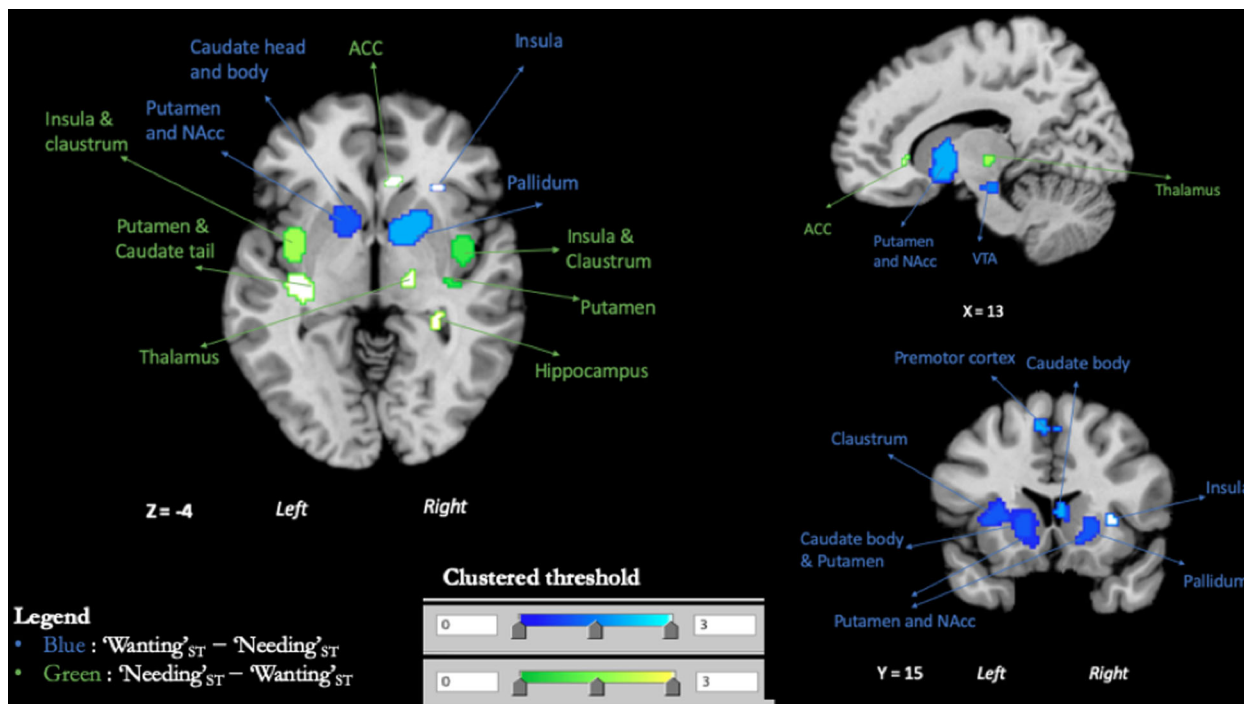 Caudate head
and body
ACC
Insula
Putamen
and NAcc
Insula &
claustrum
Pallidum
Putamen &
Caudate tail
Insula &
Claustrum
Putamen
Thalamus
Hippocampus
Z = -4
Left
Right
Thalamus
ACC
Putamen
and NAcc
VTA
X = 13
Premotor cortex
Caudate body
Claustrum
Insula
Caudate body
& Putamen
Pallidum
Putamen and NAcc
Y = 15
Left
Right
Clustered threshold
0
3
0
3
Legend
• Blue : ‘Wanting’ST – ‘Needing’ST
• Green : ‘Needing’ST – ‘Wanting’ST